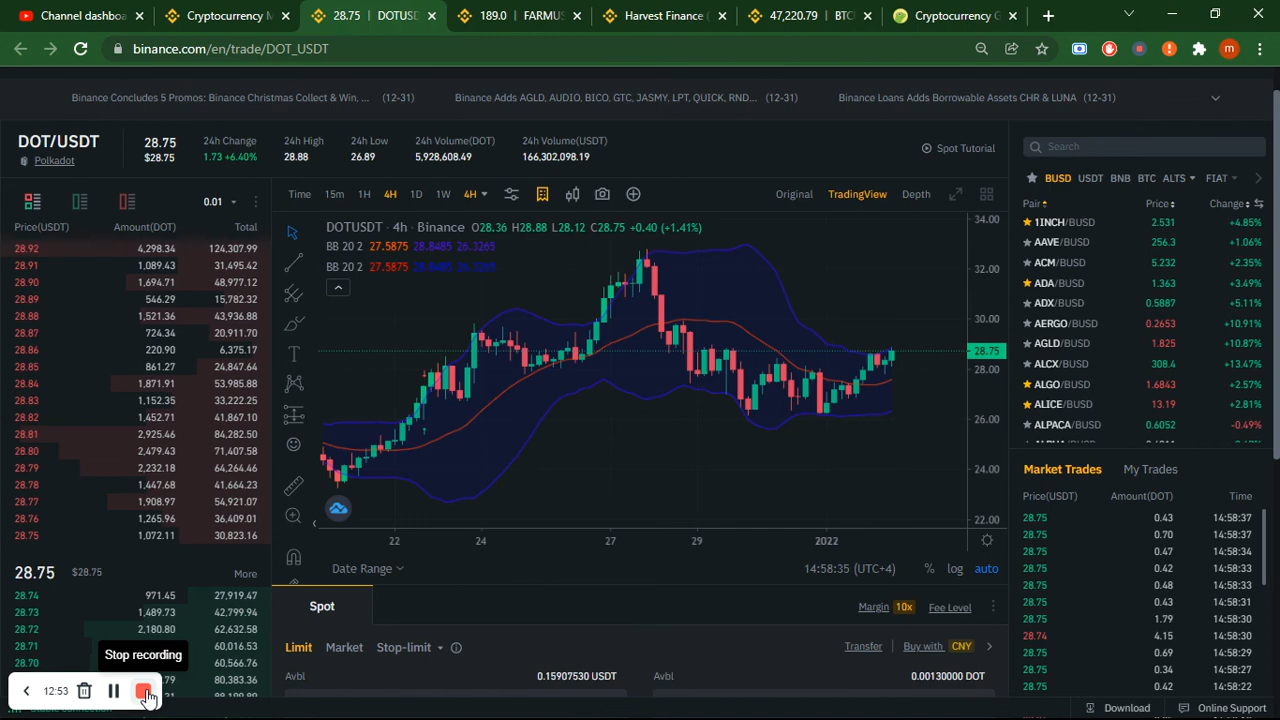 Channel dashboa
Cryptocurrency M
28.75 | DOTUSD
189.0 | FARMUS
Harvest Finance (
47,220.79 | BTC
Cryptocurrency G
binance.com/en/trade/DOT_USDT
m
Binance Concludes 5 Promos: Binance Christmas Collect & Win, ... (12-31)
Binance Adds AGLD, AUDIO, BICO, GTC, JASMY, LPT, QUICK, RND... (12-31)
Binance Loans Adds Borrowable Assets CHR & LUNA (12-31)
DOT/USDT
Polkadot
28.75
$28.75
24h Change
1.73 +6.40%
24h High
28.88
24h Low
26.89
24h Volume(DOT)
5,928,608.49
24h Volume(USDT)
166,302,098.19
Spot Tutorial
0.01
Price(USDT) Amount(DOT) Total
28.92 4,298.34 124,307.99
28.91 1,089.43 31,495.42
28.90 1,694.71 48,977.12
28.89 546.29 15,782.32
28.88 1,521.36 43,936.88
28.87 724.34 20,911.70
28.86 220.90 6,375.17
28.85 861.27 24,847.64
28.84 1,871.91 53,985.88
28.83 1,152.35 33,222.25
28.82 1,452.71 41,867.10
28.81 2,925.46 84,282.50
28.80 2,479.43 71,407.58
28.79 2,232.18 64,264.46
28.78 1,447.68 41,664.23
28.77 1,908.97 54,921.07
28.76 1,265.96 36,409.01
28.75 1,072.11 30,823.16
28.75 $28.75 More
28.74 971.45 27,919.47
28.73 1,489.73 42,799.94
28.72 2,180.80 62,632.58
28.71 60,016.53
28.70 60,566.76
80,383.36
Stop recording
12:53
Time 15m 1H 4H 1D 1W 4H
Original TradingView Depth
DOTUSDT · 4h · Binance O28.36 H28.88 L28.12 C28.75 +0.40 (+1.41%)
BB 20 2 27.5875 28.8485 26.3265
BB 20 2 27.5875 28.8485 26.3265
34.00
32.00
30.00
28.75
28.00
26.00
24.00
22.00
22 24 27 29 2022
Date Range
14:58:35 (UTC+4) % log auto
Spot
Margin 10x Fee Level
Limit Market Stop-limit
Transfer Buy with CNY
Avbl 0.15907530 USDT
Avbl 0.00130000 DOT
Search
BUSD USDT BNB BTC ALTS FIAT
Pair Price Change
1INCH/BUSD 2.531 +4.85%
AAVE/BUSD 256.3 +1.06%
ACM/BUSD 5.232 +2.35%
ADA/BUSD 1.363 +3.49%
ADX/BUSD 0.5887 +5.11%
AERGO/BUSD 0.2653 +10.91%
AGLD/BUSD 1.825 +10.87%
ALCX/BUSD 308.4 +13.47%
ALGO/BUSD 1.6843 +2.57%
ALICE/BUSD 13.19 +2.81%
ALPACA/BUSD 0.6052 -0.49%
Market Trades My Trades
Price(USDT) Amount(DOT) Time
28.75 0.43 14:58:37
28.75 0.70 14:58:37
28.75 0.47 14:58:34
28.75 0.42 14:58:33
28.75 0.48 14:58:33
28.75 0.43 14:58:31
28.75 1.79 14:58:30
28.74 4.15 14:58:30
28.75 0.69 14:58:29
28.75 0.34 14:58:27
28.75 0.42 14:58:22
Download
Online Support